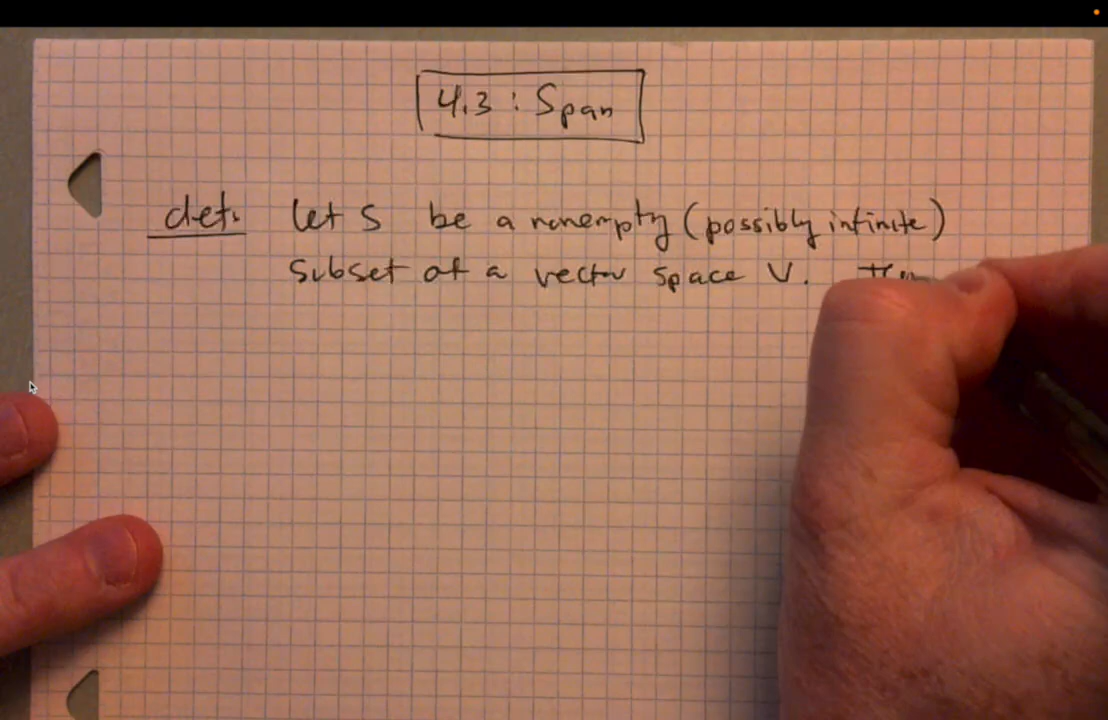 4.3 : Span
def. Let S be a nonempty (possibly infinite)
subset of a vector space V.